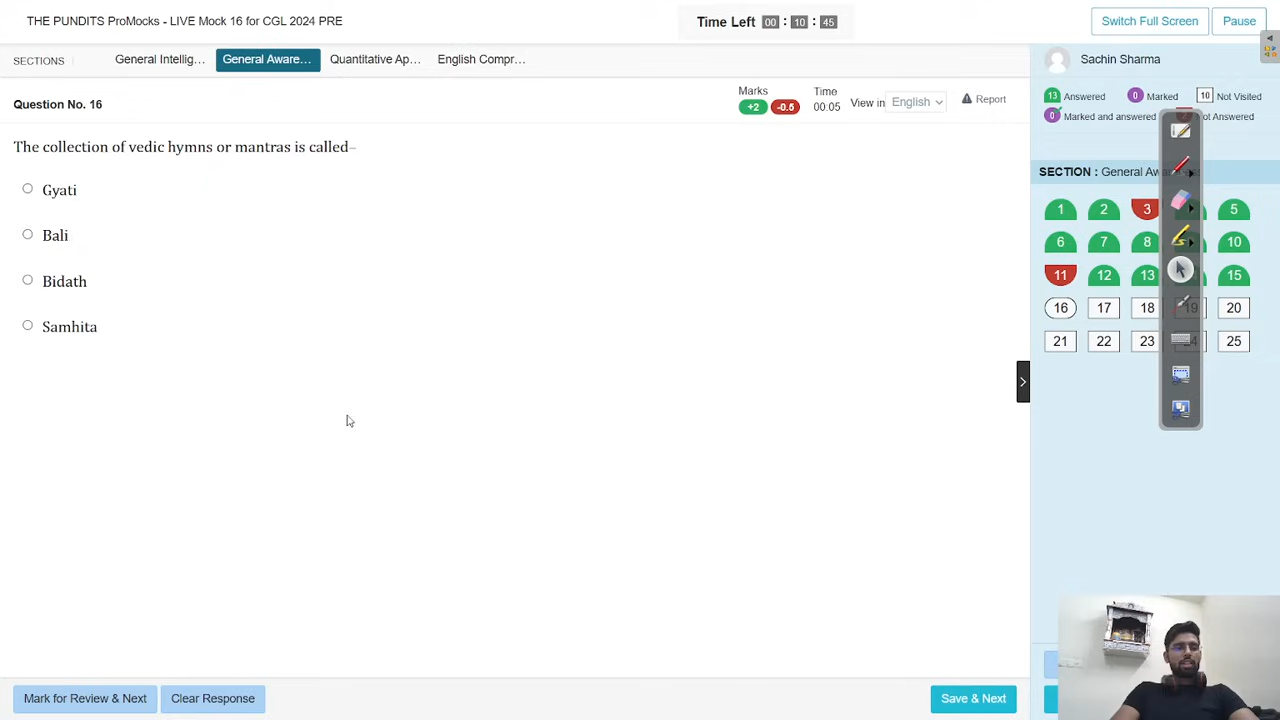 THE PUNDITS ProMocks - LIVE Mock 16 for CGL 2024 PRE
Time Left 00 : 10 : 45
Switch Full Screen
Pause
SECTIONS
General Intellig...
General Aware...
Quantitative Ap...
English Compr...
Sachin Sharma
Question No. 16
Marks
+2 -0.5
Time
00:05
View in English
Report
13 Answered
0 Marked
10 Not Visited
0 Marked and answered
Not Answered
The collection of vedic hymns or mantras is called–
Gyati
Bali
Bidath
Samhita
SECTION : General Aw
1 2 3 5
6 7 8 10
11 12 13 15
16 17 18 19 20
21 22 23 24 25
Mark for Review & Next
Clear Response
Save & Next